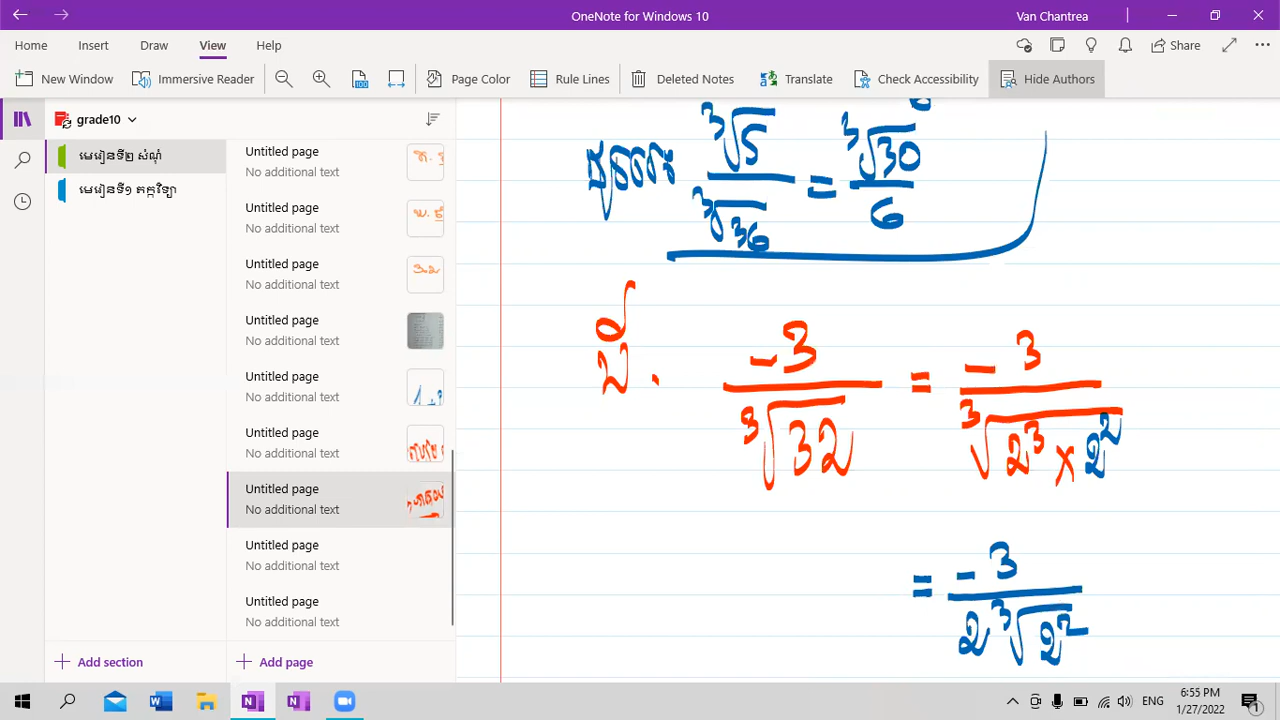 OneNote for Windows 10
Van Chantrea
Home Insert Draw View Help
Share
New Window Immersive Reader Page Color Rule Lines Deleted Notes Translate Check Accessibility Hide Authors
grade10
មេរៀនទី២ សំណុំ
មេរៀនទី១ តក្កវិទ្យា
Untitled page
No additional text
Untitled page
No additional text
Untitled page
No additional text
Untitled page
No additional text
Untitled page
No additional text
Untitled page
No additional text
Untitled page
No additional text
Untitled page
No additional text
Untitled page
No additional text
Add section
Add page
ដូចនេះ ∛5/∛36 = ∛30/6
-3/∛32 = -3/∛(2³ × 2²)
= -3/(2∛2²)
ENG
6:55 PM
1/27/2022